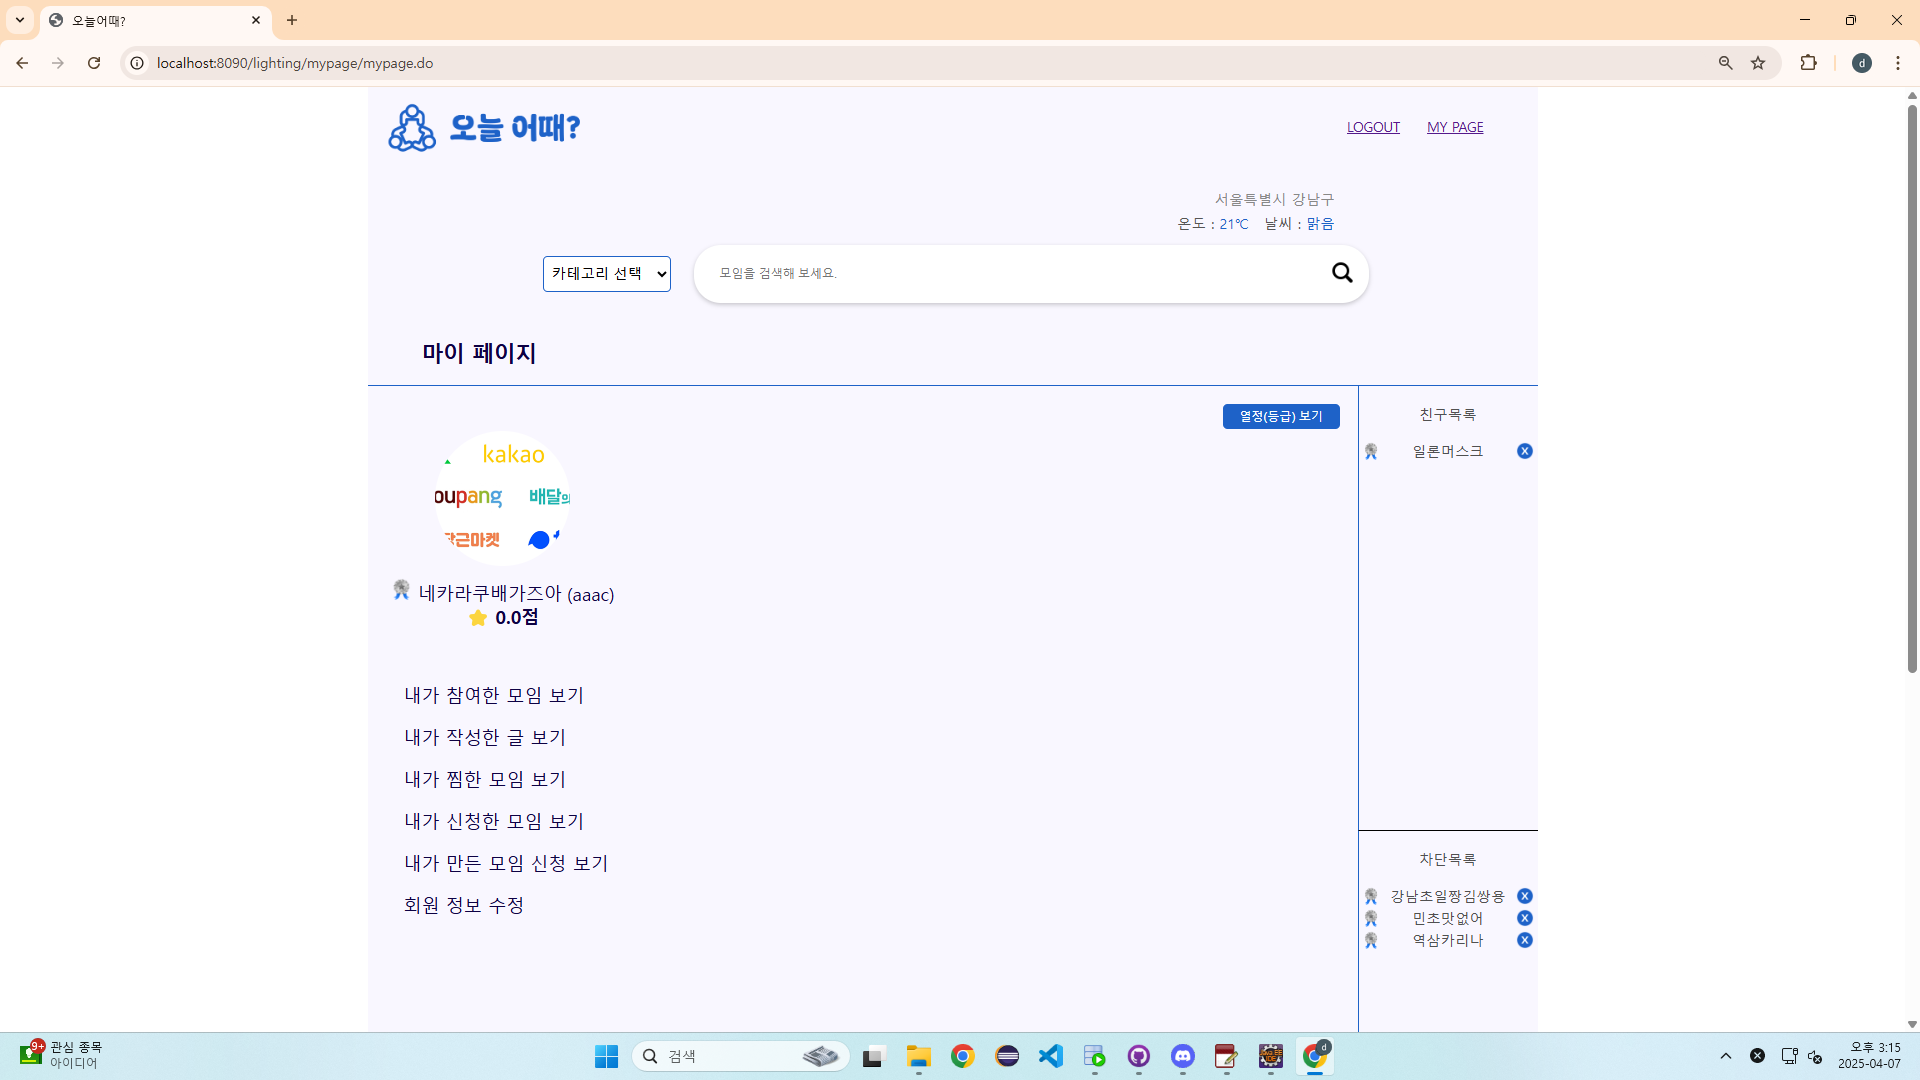 오늘어때?
localhost:8090/lighting/mypage/mypage.do
d
오늘 어때?
LOGOUT MY PAGE
서울특별시 강남구
온도 : 21℃ 날씨 : 맑음
카테고리 선택
모임을 검색해 보세요.
마이 페이지
열정(등급) 보기
kakao
oupang 배달의
근마켓
네카라쿠배가즈아 (aaac)
0.0점
내가 참여한 모임 보기
내가 작성한 글 보기
내가 찜한 모임 보기
내가 신청한 모임 보기
내가 만든 모임 신청 보기
회원 정보 수정
친구목록
일론머스크 X
차단목록
강남초일짱김쌍용 X
민초맛없어 X
역삼카리나 X
9+
관심 종목
아이디어
검색
d
오후 3:15
2025-04-07